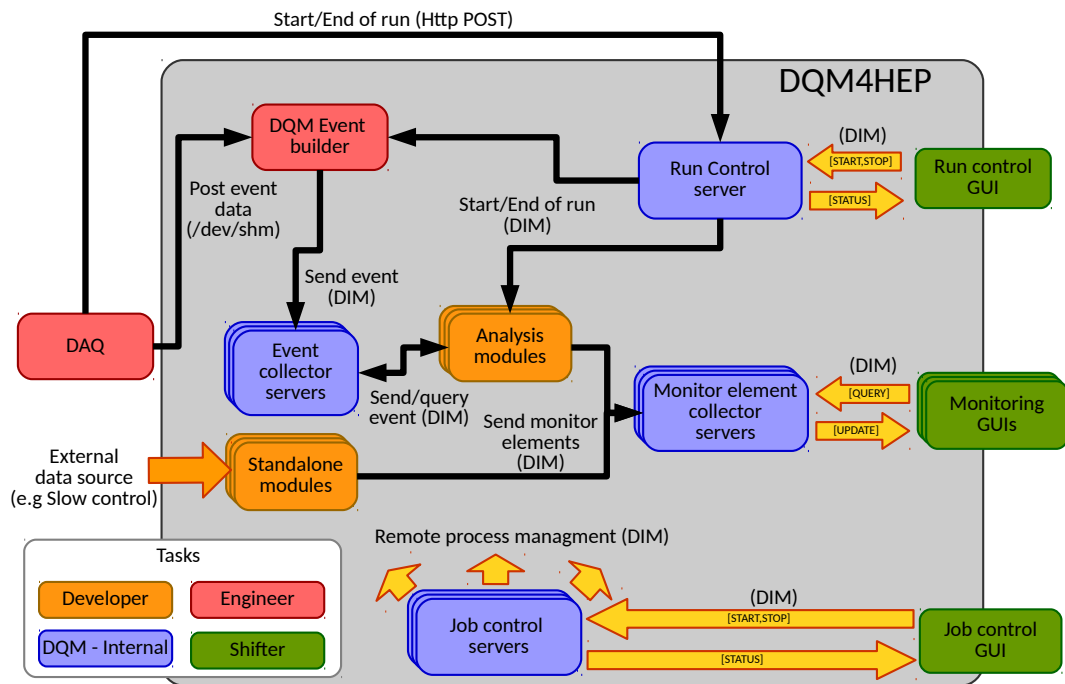 Start/End of run (Http POST)
DQM4HEP
DQM Event
builder
(DIM)
[START,STOP]
[STATUS]
Run Control
server
Run control
GUI
Post event
data
(/dev/shm)
Start/End of run
(DIM)
Send event
(DIM)
DAQ
Event
collector
servers
Analysis
modules
Send/query
event (DIM)
Send monitor
elements
(DIM)
Monitor element
collector
servers
(DIM)
[QUERY]
[UPDATE]
Monitoring
GUIs
External
data source
(e.g Slow control)
Standalone
modules
Remote process managment (DIM)
Tasks
Developer
Engineer
DQM - Internal
Shifter
Job control
servers
(DIM)
[START,STOP]
[STATUS]
Job control
GUI